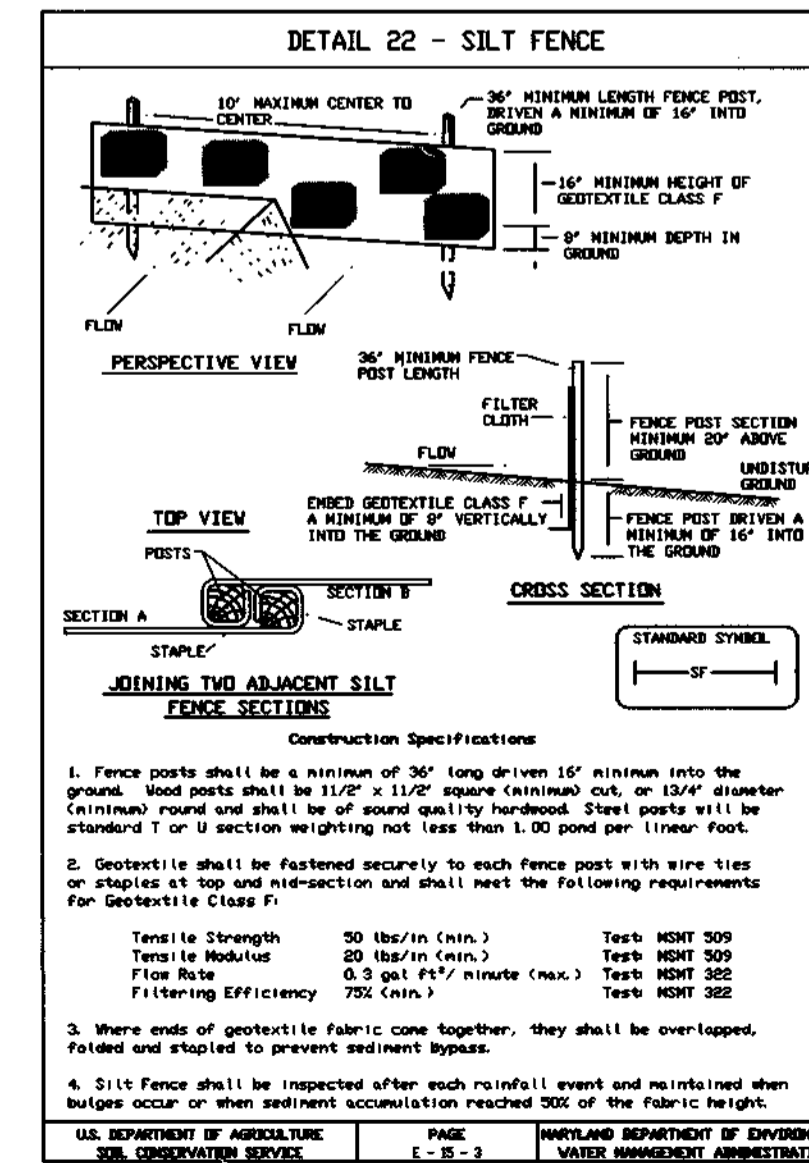 DETAIL 22 - SILT FENCE
10' MAXIMUM CENTER TO
CENTER
36" MINIMUM LENGTH FENCE POST,
DRIVEN A MINIMUM OF 16" INTO
GROUND
16" MINIMUM HEIGHT OF
GEOTEXTILE CLASS F
8" MINIMUM DEPTH IN
GROUND
FLOW
FLOW
PERSPECTIVE VIEW
36" MINIMUM FENCE
POST LENGTH
FILTER
CLOTH
FLOW
FENCE POST SECTION
MINIMUM 20" ABOVE
GROUND
UNDISTUR
GROUND
EMBED GEOTEXTILE CLASS F
A MINIMUM OF 8" VERTICALLY
INTO THE GROUND
FENCE POST DRIVEN A
MINIMUM OF 16" INTO
THE GROUND
CROSS SECTION
TOP VIEW
POSTS
SECTION B
SECTION A
STAPLE
STAPLE
JOINING TWO ADJACENT SILT
FENCE SECTIONS
STANDARD SYMBOL
SF
Construction Specifications
1. Fence posts shall be a minimum of 36" long driven 16" minimum into the
ground. Wood posts shall be 11/2" x 11/2" square (minimum) cut, or 13/4" diameter
(minimum) round and shall be of sound quality hardwood. Steel posts will be
standard T or U section weighting not less than 1.00 pond per linear foot.
2. Geotextile shall be fastened securely to each fence post with wire ties
or staples at top and mid-section and shall meet the following requirements
for Geotextile Class F:
Tensile Strength 50 lbs/in (min.) Test: MSMT 509
Tensile Modulus 20 lbs/in (min.) Test: MSMT 509
Flow Rate 0.3 gal ft²/ minute (max.) Test: MSMT 322
Filtering Efficiency 75% (min.) Test: MSMT 322
3. Where ends of geotextile fabric come together, they shall be overlapped,
folded and stapled to prevent sediment bypass.
4. Silt Fence shall be inspected after each rainfall event and maintained when
bulges occur or when sediment accumulation reached 50% of the fabric height.
U.S. DEPARTMENT OF AGRICULTURE
SOIL CONSERVATION SERVICE
PAGE
E - 15 - 3
MARYLAND DEPARTMENT OF ENVIRON
WATER MANAGEMENT ADMINISTRATI